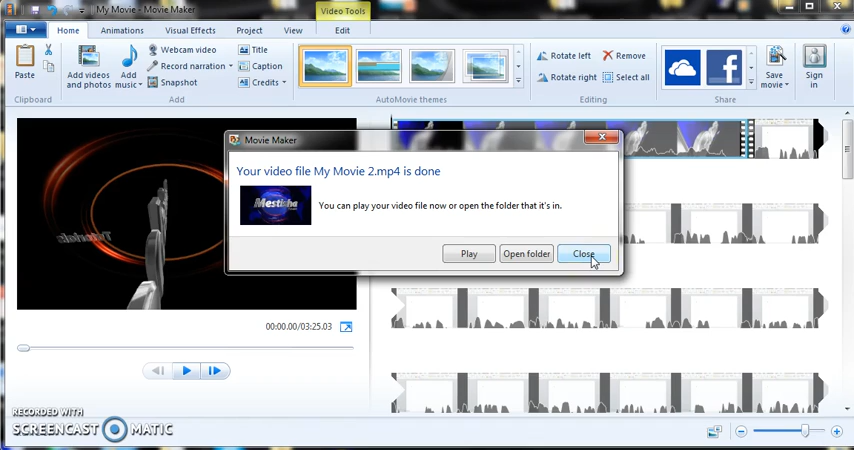 My Movie - Movie Maker
Video Tools
Home
Animations
Visual Effects
Project
View
Edit
Paste
Clipboard
Add videos
and photos
Add
music
Webcam video
Record narration
Snapshot
Title
Caption
Credits
Add
AutoMovie themes
Rotate left
Rotate right
Remove
Select all
Editing
Share
Save
movie
Sign
in
Movie Maker
Your video file My Movie 2.mp4 is done
Mestisha
You can play your video file now or open the folder that it's in.
Play
Open folder
Close
Tutorials
00:00.00/03:25.03
RECORDED WITH
SCREENCAST MATIC